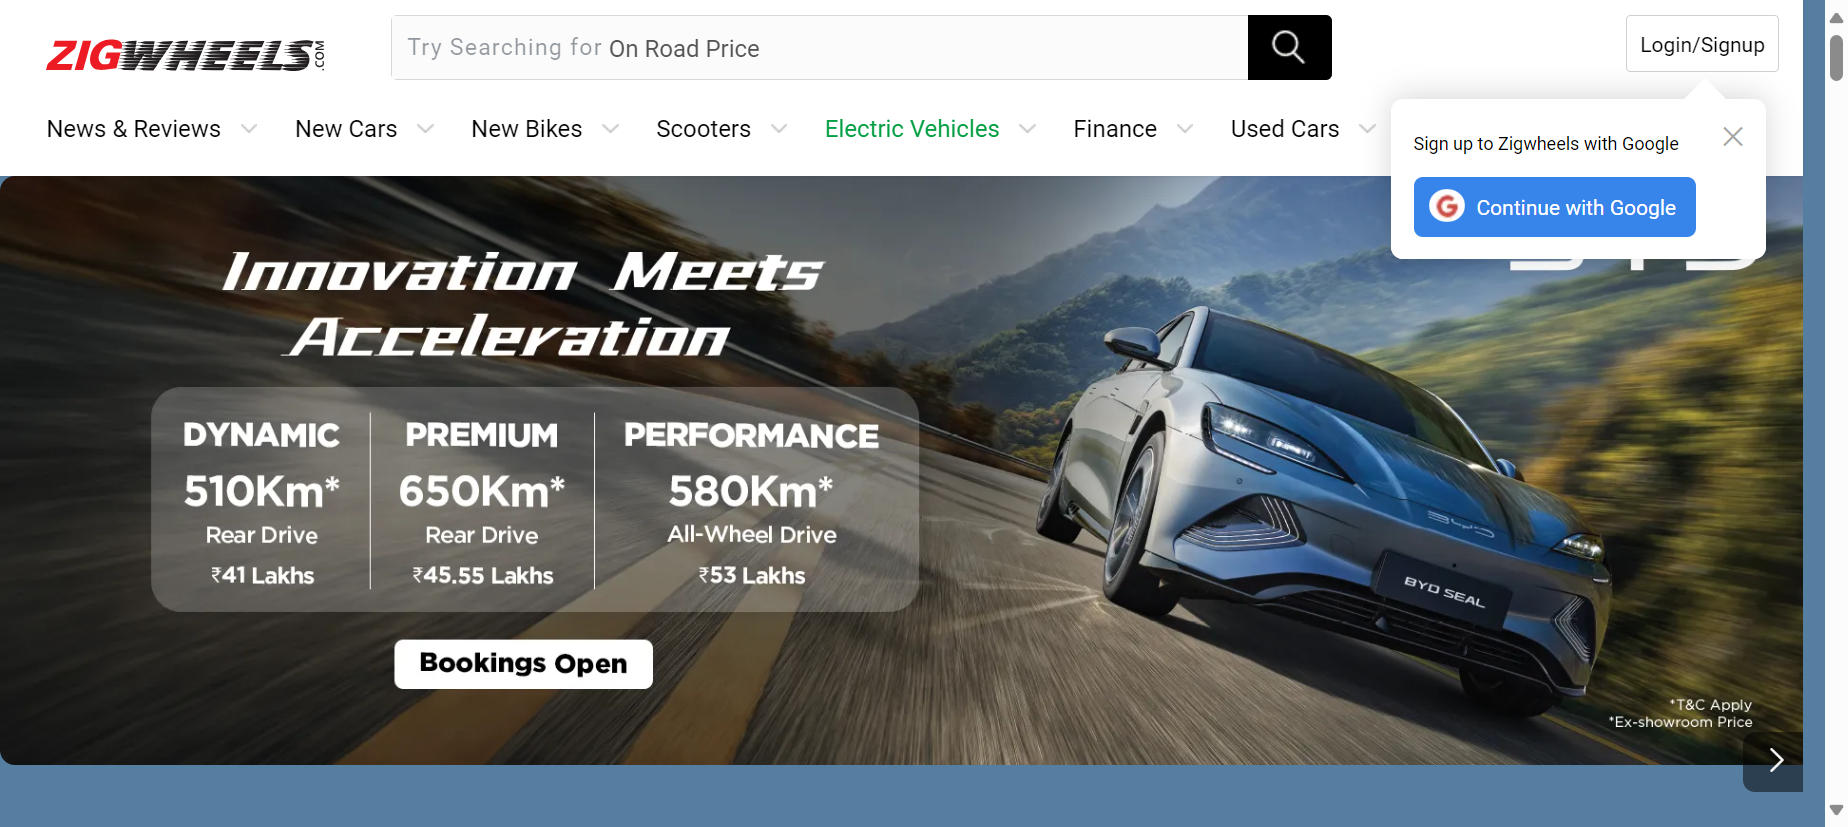 ZIGWHEELS.COM
Try Searching for On Road Price
Login/Signup
News & Reviews
New Cars
New Bikes
Scooters
Electric Vehicles
Finance
Used Cars
Sign up to Zigwheels with Google
G Continue with Google
Innovation Meets
Acceleration
DYNAMIC
510Km*
Rear Drive
₹41 Lakhs
PREMIUM
650Km*
Rear Drive
₹45.55 Lakhs
PERFORMANCE
580Km*
All-Wheel Drive
₹53 Lakhs
Bookings Open
BYD
BYD SEAL
*T&C Apply
*Ex-showroom Price